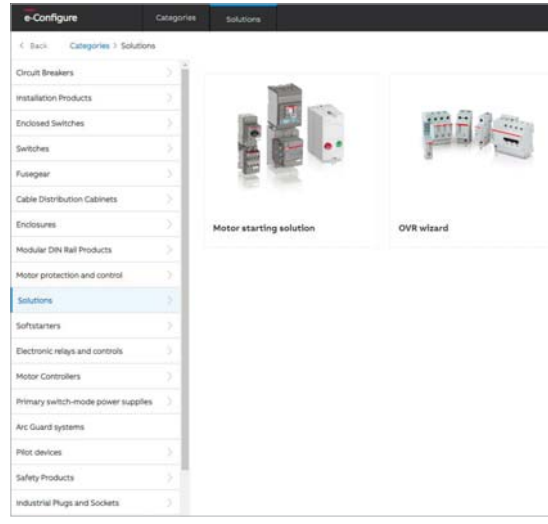 e-Configure
Categories
Solutions
< Back
Categories > Solutions
Circuit Breakers
Installation Products
Enclosed Switches
Switches
Fusegear
Cable Distribution Cabinets
Enclosures
Modular DIN Rail Products
Motor protection and control
Solutions
Softstarters
Electronic relays and controls
Motor Controllers
Primary switch-mode power supplies
Arc Guard systems
Pilot devices
Safety Products
Industrial Plugs and Sockets
Motor starting solution
OVR wizard